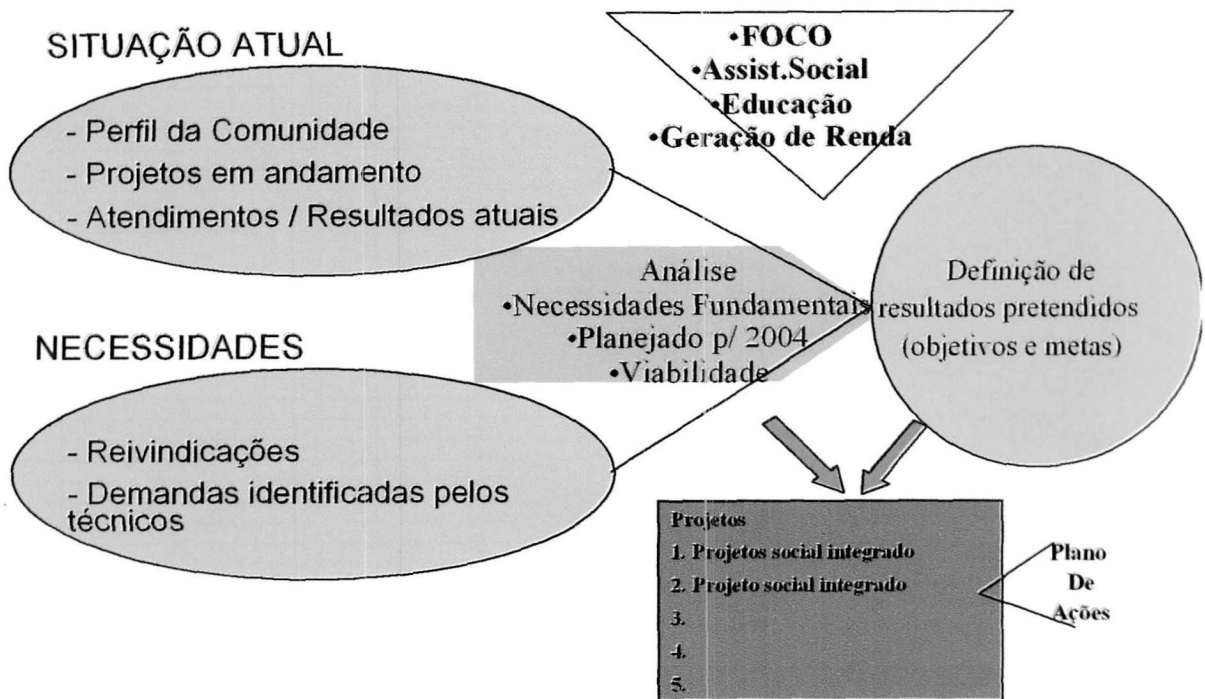 SITUAÇÃO ATUAL
- Perfil da Comunidade
- Projetos em andamento
- Atendimentos / Resultados atuais
•FOCO
•Assist.Social
•Educação
•Geração de Renda
Análise
•Necessidades Fundamentais
•Planejado p/ 2004
•Viabilidade
Definição de
resultados pretendidos
(objetivos e metas)
NECESSIDADES
- Reivindicações
- Demandas identificadas pelos
técnicos
Projetos
1. Projetos social integrado
2. Projeto social integrado
3.
4.
5.
Plano
De
Ações